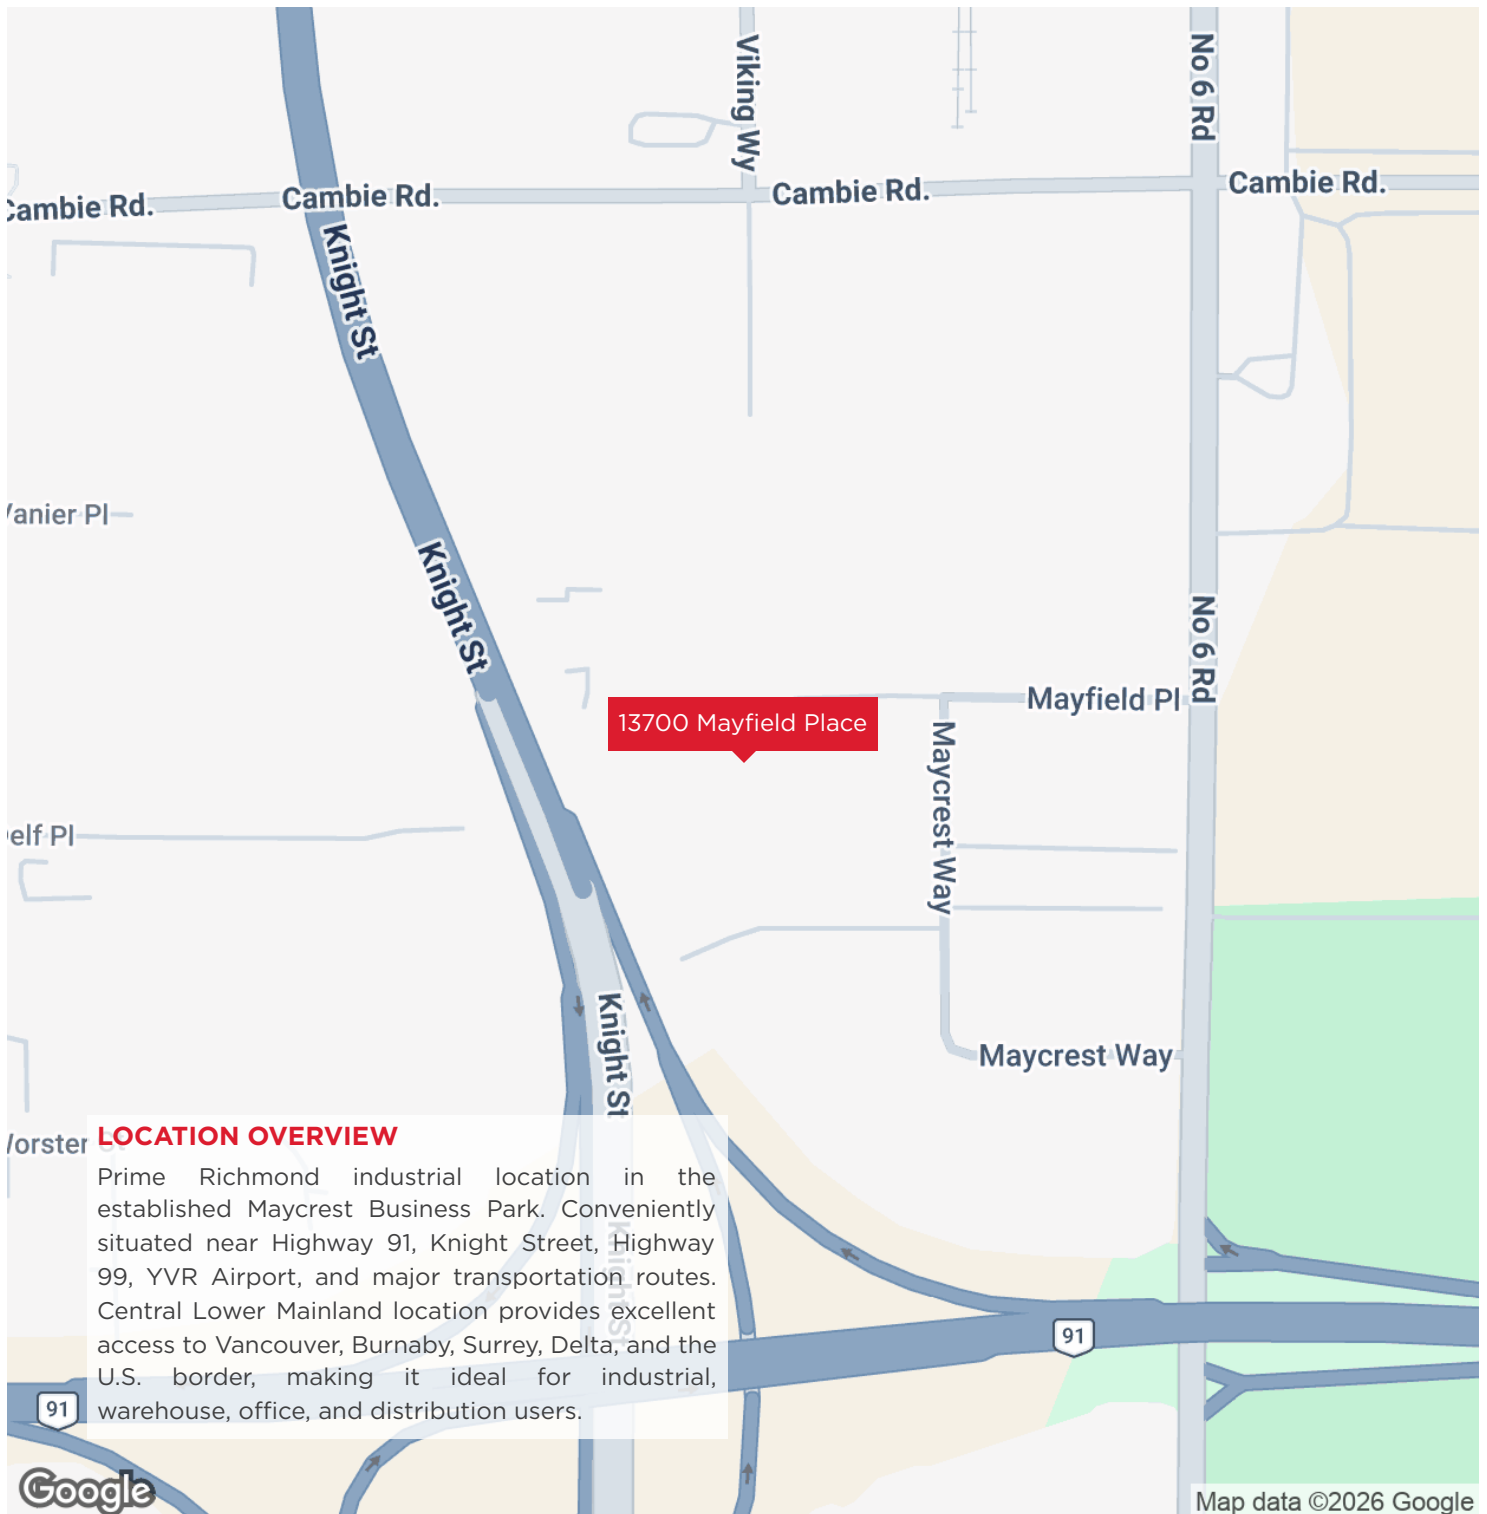 Viking Wy
No 6 Rd
Cambie Rd.
Cambie Rd.
Cambie Rd.
Cambie Rd.
Knight St
Vanier Pl
Knight St
No 6 Rd
Mayfield Pl
13700 Mayfield Place
Maycrest Way
elf Pl
Knight St
Maycrest Way
LOCATION OVERVIEW
Prime Richmond industrial location in the
established Maycrest Business Park. Conveniently
situated near Highway 91, Knight Street, Highway
99, YVR Airport, and major transportation routes.
Central Lower Mainland location provides excellent
access to Vancouver, Burnaby, Surrey, Delta, and the
U.S. border, making it ideal for industrial,
warehouse, office, and distribution users.
Knight St
91
91
Google
Map data ©2026 Google